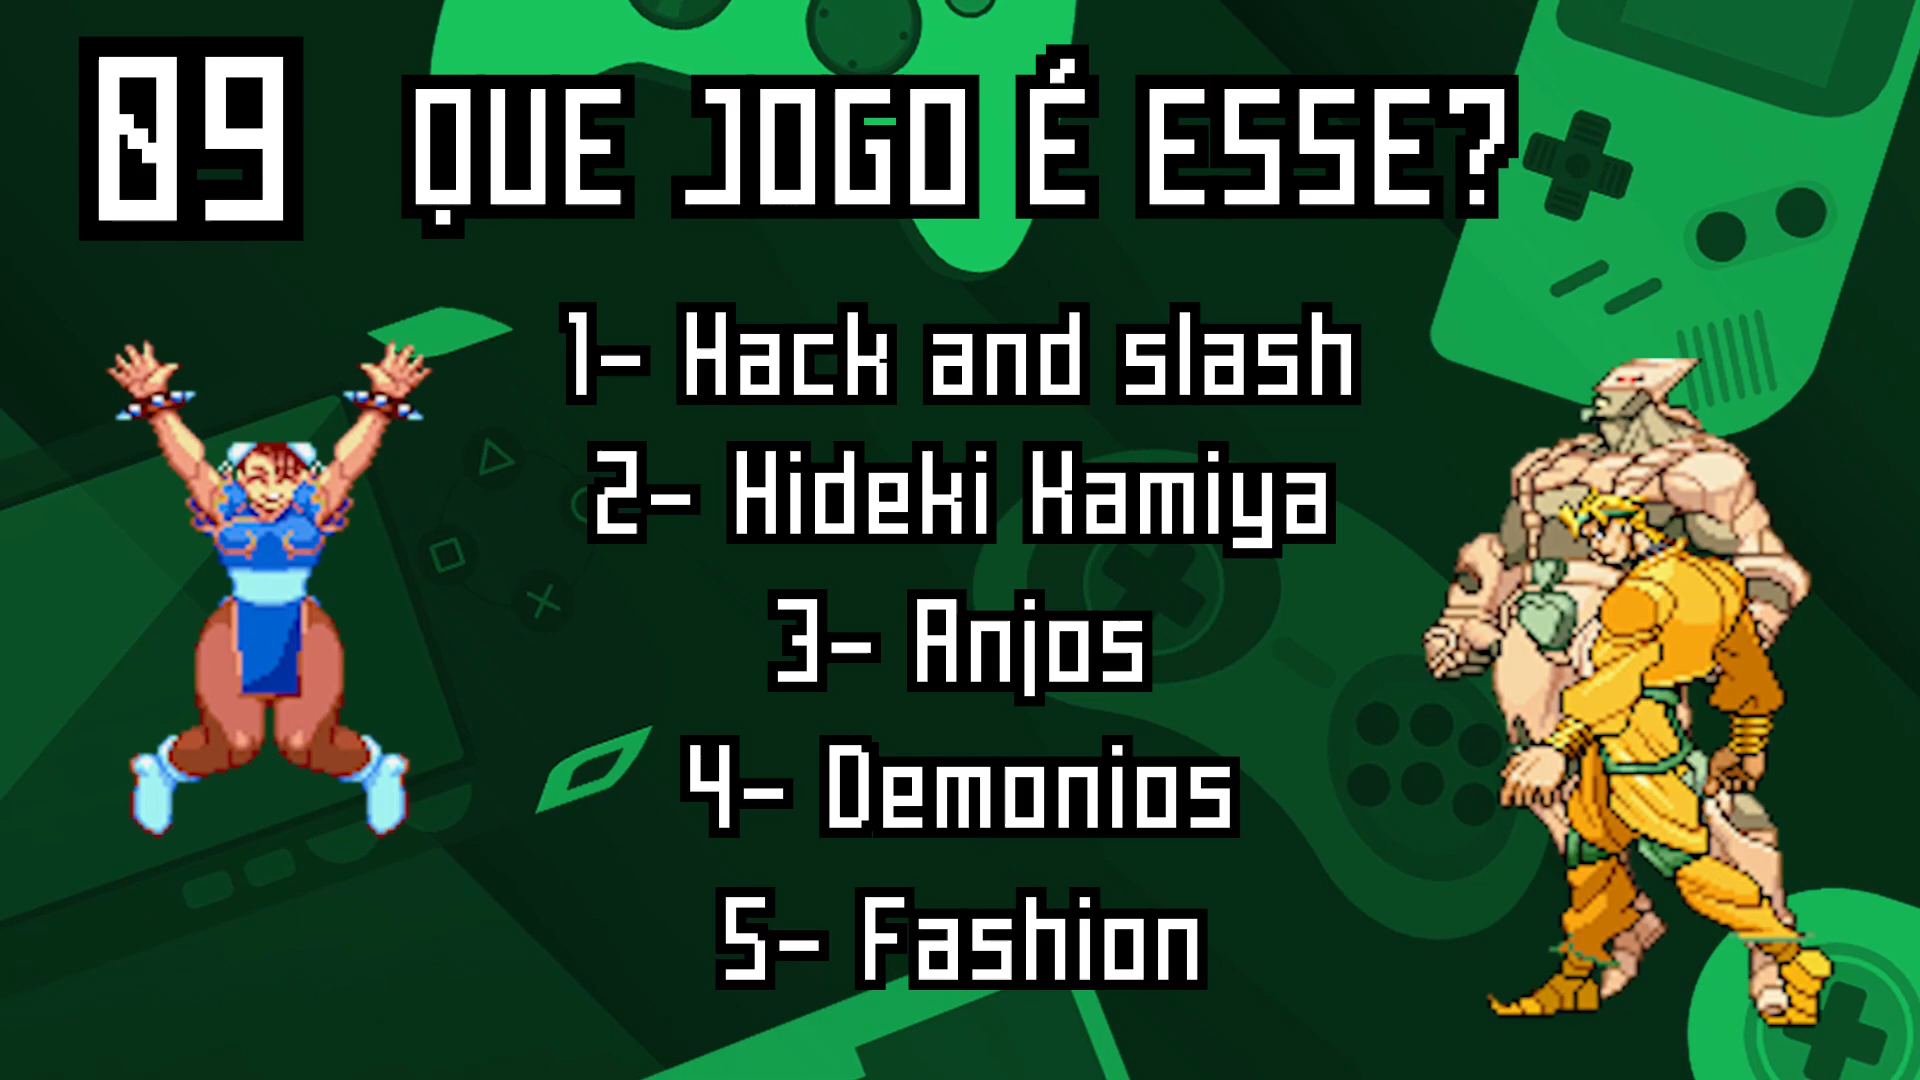 09 QUE JOGO É ESSE?
1- Hack and slash
2- Hideki Kamiya
3- Anjos
4- Demonios
5- Fashion